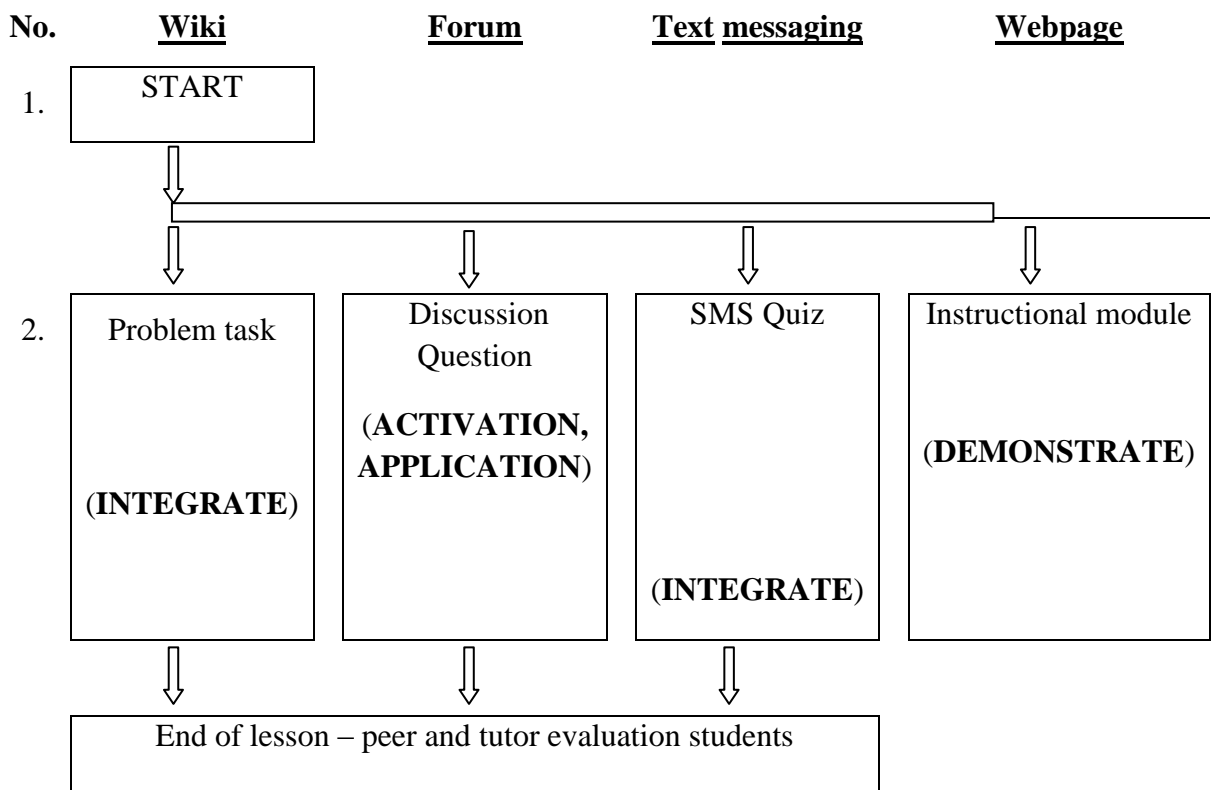 No. Wiki Forum Text messaging Webpage
1.
START
2.
Problem task
(INTEGRATE)
Discussion
Question
(ACTIVATION,
APPLICATION)
SMS Quiz
(INTEGRATE)
Instructional module
(DEMONSTRATE)
End of lesson – peer and tutor evaluation students